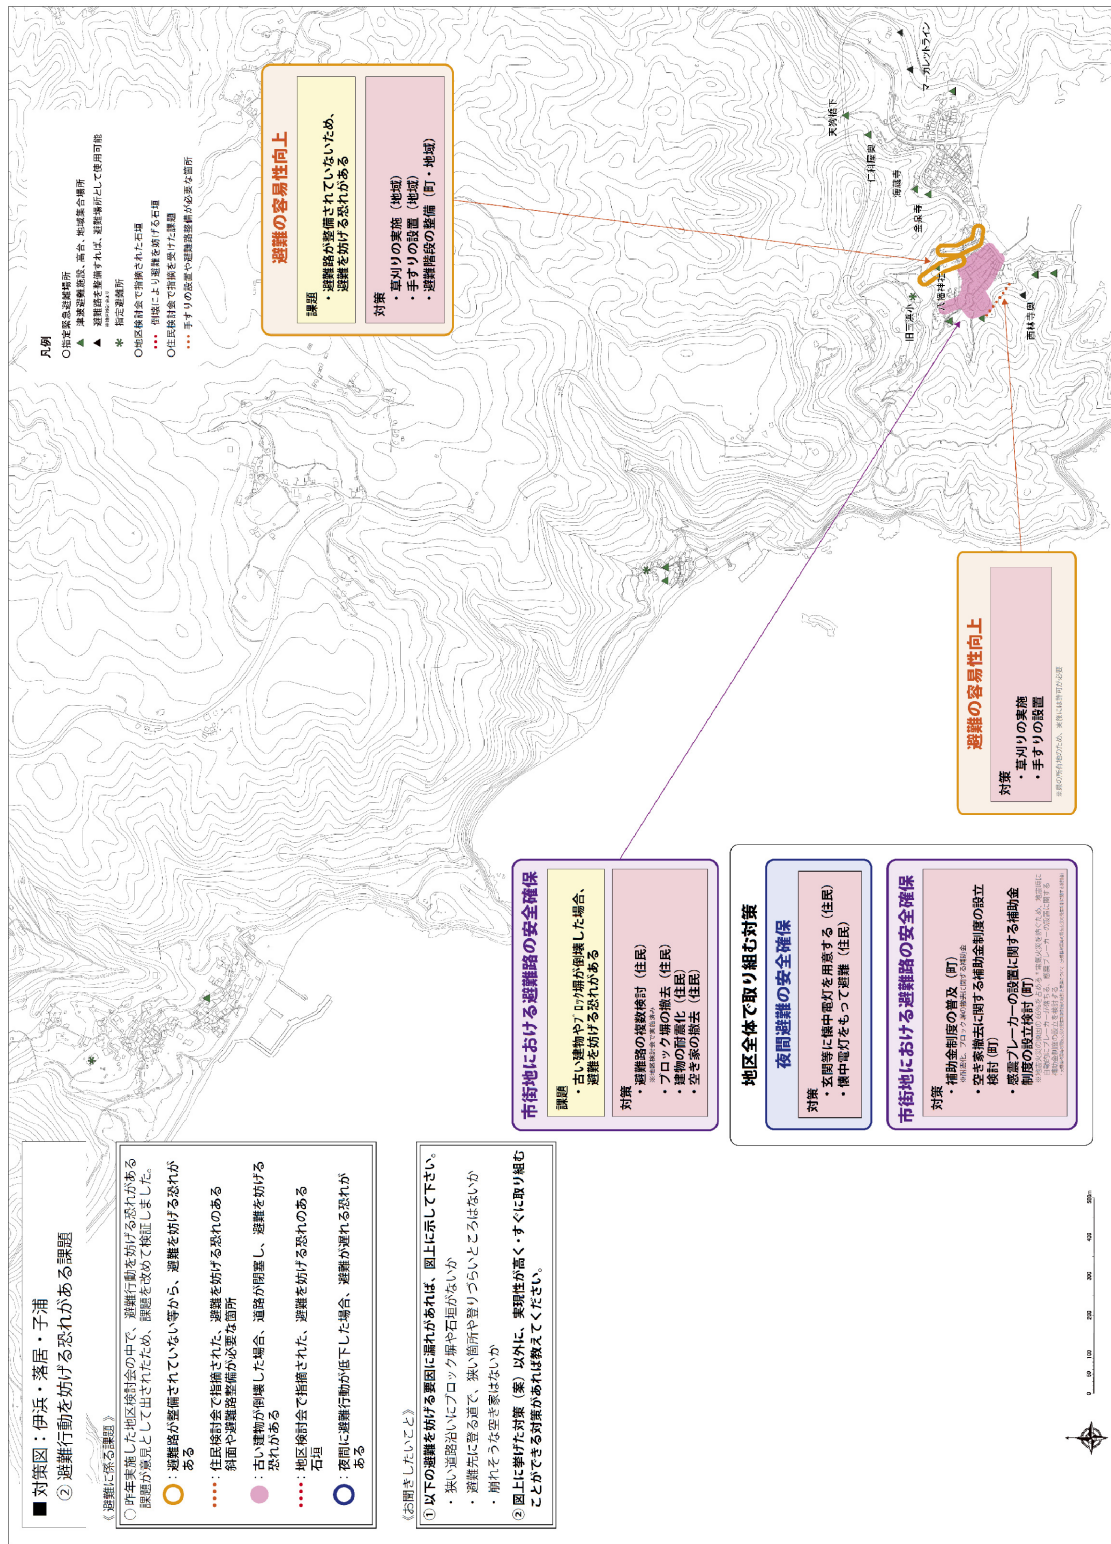 ■ 対策図：伊浜・落居・子浦
② 避難行動を妨げる恐れがある課題
《避難に係る課題》
○ 昨年実施した地区検討会の中で、避難行動を妨げる恐れがある
課題が意見として出されたため、課題を改めて検証しました。
：避難路が整備されていない等から、避難を妨げる恐れが
ある
：住民検討会で指摘された、避難を妨げる恐れのある
斜面や避難路整備が必要な箇所
：古い建物が倒壊した場合、道路が閉塞し、避難を妨げる
恐れがある
：地区検討会で指摘された、避難を妨げる恐れのある
石垣
：夜間に避難行動が低下した場合、避難が遅れる恐れが
ある
《お聞きしたいこと》
① 以下の避難を妨げる要因に漏れがあれば、図上に示して下さい。
・ 狭い道路沿いにブロック塀や石垣がないか
・ 避難先に登る道で、狭い箇所や登りづらいところはないか
・ 崩れそうな空き家はないか
② 図上に挙げた対策（案）以外に、実現性が高く・すぐに取り組む
ことができる対策があれば教えてください。
市街地における避難路の安全確保
課題
・古い建物やブロック塀が倒壊した場合、
避難を妨げる恐れがある
対策
・避難路の複数検討（住民）
※地区検討会で実施済み
・ブロック塀の撤去（住民）
・建物の耐震化（住民）
・空き家の撤去（住民）
地区全体で取り組む対策
夜間避難の安全確保
対策
・玄関等に懐中電灯を用意する（住民）
・懐中電灯をもって避難（住民）
市街地における避難路の安全確保
対策
・補助金制度の普及（町）
・空き家撤去に関する補助金制度の設立
検討（町）
・感震ブレーカーの設置に関する補助金
制度の設立検討（町）
避難の容易性向上
対策
・草刈りの実施
・手すりの設置
避難の容易性向上
課題
・避難路が整備されていないため、
避難を妨げる恐れがある
対策
・草刈りの実施（地域）
・手すりの設置（地域）
・避難階段の整備（町・地域）
凡例
○指定緊急避難場所
津波避難施設、高台、地域集合場所
避難路を整備すれば、避難場所として使用可能
指定避難所
○地区検討会で指摘された石垣
倒壊により避難を妨げる石垣
○住民検討会で指摘を受けた課題
手すりの設置や避難路整備が必要な箇所
マーガレットライン
天狗橋下
仁科屋奥
海蔵寺
金泉寺
八幡神社
旧三浜小
西林寺奥
0 50 100 200 300 400 500m